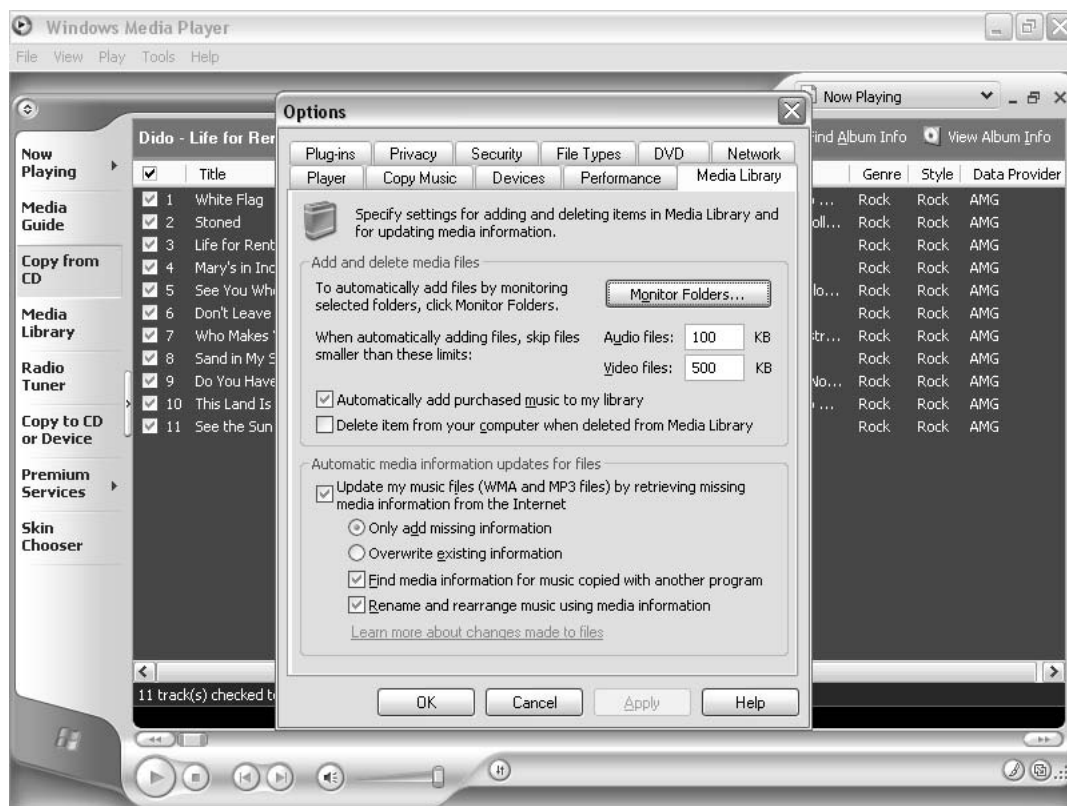 Windows Media Player
File View Play Tools Help
Now Playing
Options
Dido - Life for Ren
Find Album Info View Album Info
Now
Playing
Media
Guide
Copy from
CD
Media
Library
Radio
Tuner
Copy to CD
or Device
Premium
Services
Skin
Chooser
Title Genre Style Data Provider
1 White Flag Rock Rock AMG
2 Stoned Rock Rock AMG
3 Life for Rent Rock Rock AMG
4 Mary's in Inc Rock Rock AMG
5 See You Whe Rock Rock AMG
6 Don't Leave Rock Rock AMG
7 Who Makes Rock Rock AMG
8 Sand in My S Rock Rock AMG
9 Do You Have Rock Rock AMG
10 This Land Is Rock Rock AMG
11 See the Sun Rock Rock AMG
11 track(s) checked t
Plug-ins Privacy Security File Types DVD Network
Player Copy Music Devices Performance Media Library
Specify settings for adding and deleting items in Media Library and
for updating media information.
Add and delete media files
To automatically add files by monitoring
selected folders, click Monitor Folders.
Monitor Folders...
When automatically adding files, skip files
smaller than these limits:
Audio files: 100 KB
Video files: 500 KB
Automatically add purchased music to my library
Delete item from your computer when deleted from Media Library
Automatic media information updates for files
Update my music files (WMA and MP3 files) by retrieving missing
media information from the Internet
Only add missing information
Overwrite existing information
Find media information for music copied with another program
Rename and rearrange music using media information
Learn more about changes made to files
OK Cancel Apply Help